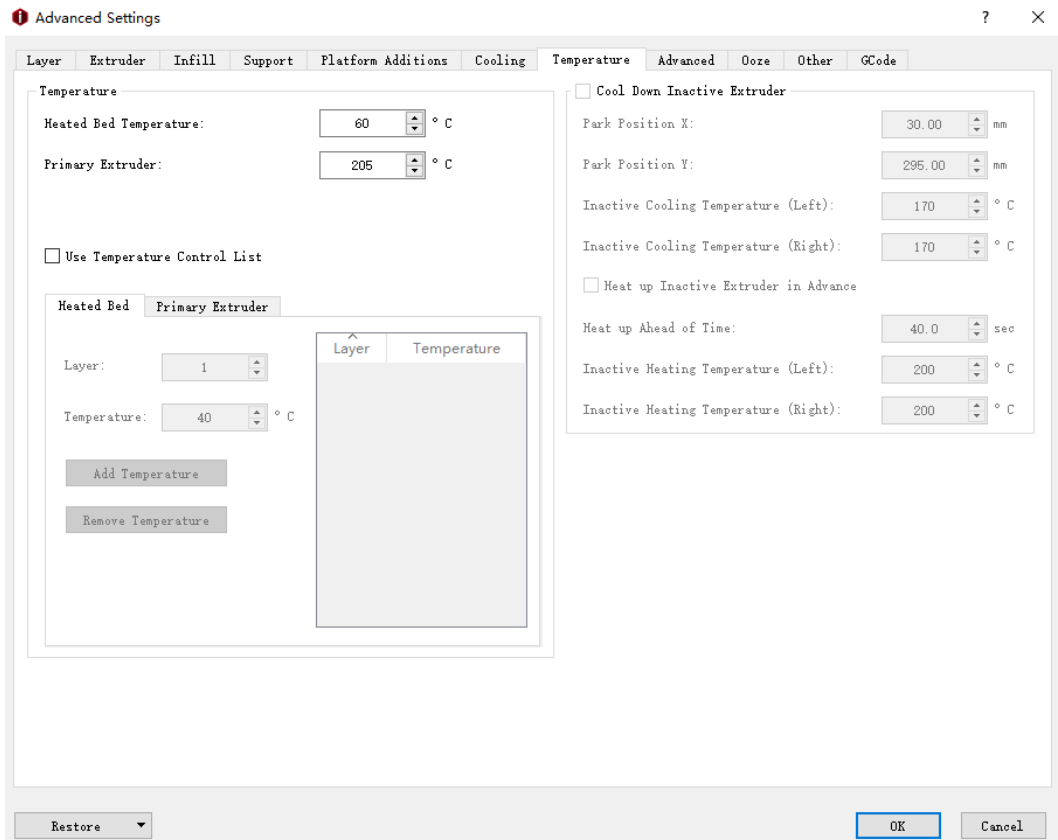 Advanced Settings
?
Layer Extruder Infill Support Platform Additions Cooling Temperature Advanced Ooze Other GCode
Temperature
Heated Bed Temperature: 60 ° C
Primary Extruder: 205 ° C
Use Temperature Control List
Heated Bed Primary Extruder
Layer: 1
Temperature: 40 ° C
Add Temperature
Remove Temperature
Layer Temperature
Cool Down Inactive Extruder
Park Position X: 30.00 mm
Park Position Y: 295.00 mm
Inactive Cooling Temperature (Left): 170 ° C
Inactive Cooling Temperature (Right): 170 ° C
Heat up Inactive Extruder in Advance
Heat up Ahead of Time: 40.0 sec
Inactive Heating Temperature (Left): 200 ° C
Inactive Heating Temperature (Right): 200 ° C
Restore
OK
Cancel